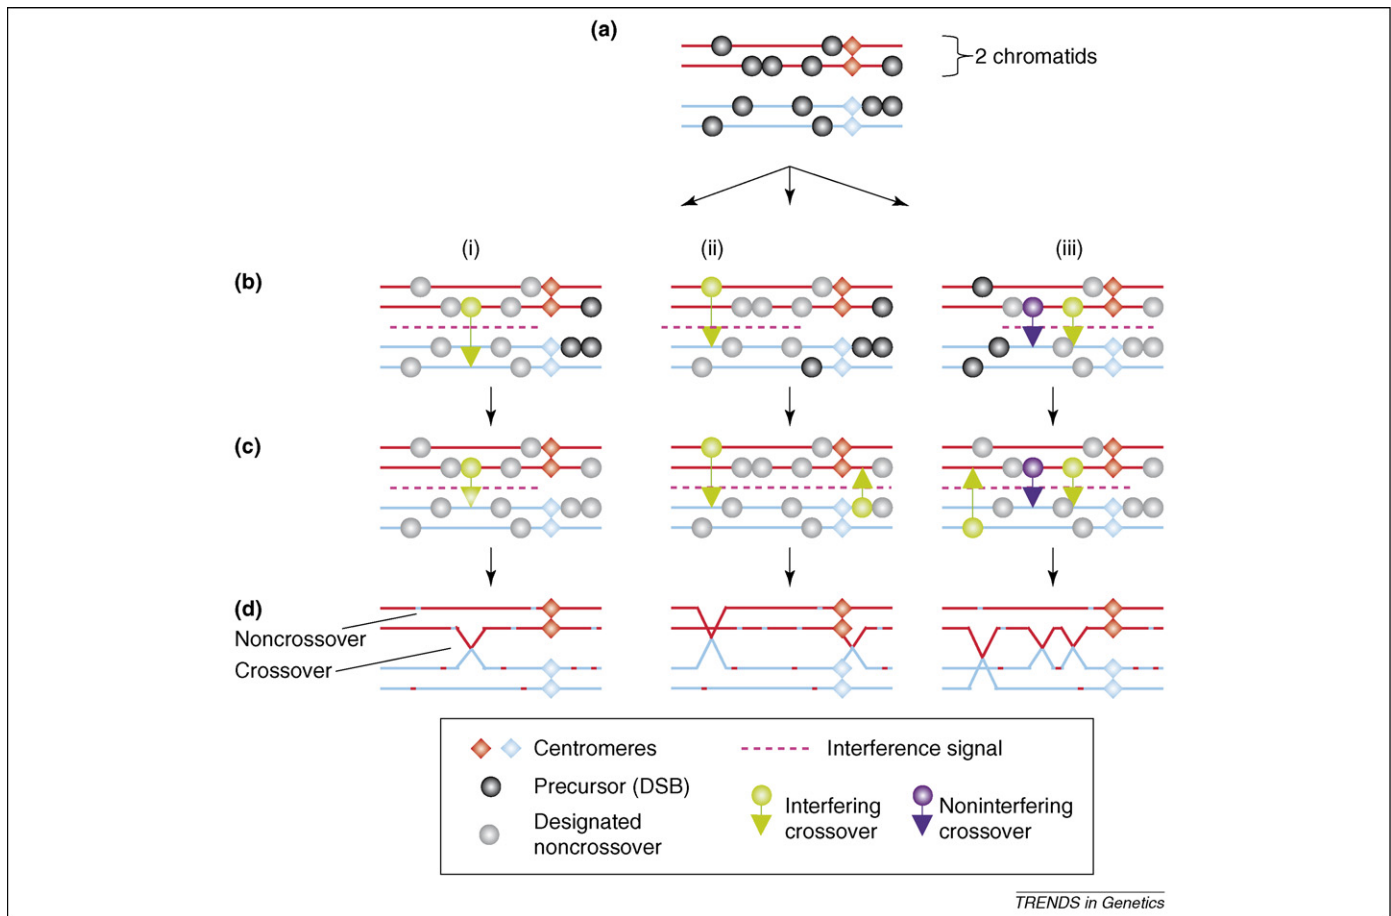 (a)
2 chromatids
(i)
(ii)
(iii)
(b)
(c)
(d)
Noncrossover
Crossover
Centromeres
Interference signal
Precursor (DSB)
Designated
noncrossover
Interfering
crossover
Noninterfering
crossover
TRENDS in Genetics